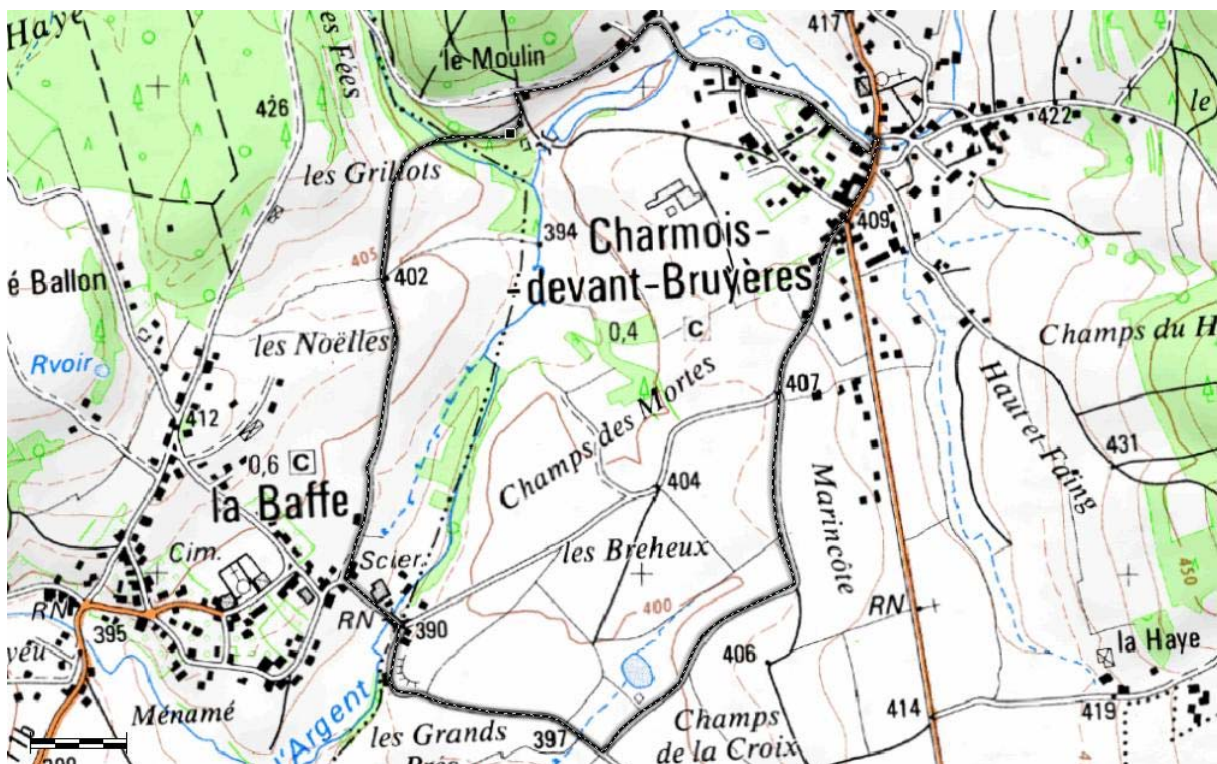 Haye
es Fées
le Moulin
417
426
422
le
les Grillots
409
394
Charmois-
-devant-Bruyères
405
402
é Ballon
0,4 C
Champs du H
les Noëlles
Rvoir
407
Champs des Mortes
Haut et Faing
412
431
0,6 C
404
Marincôte
la Baffe
Cim.
Scier.
les Breheux
450
RN
RN
400
RN
395
390
la Haye
406
l'Argent
Ménamé
414
419
les Grands
397
Champs
de la Croix
Prés